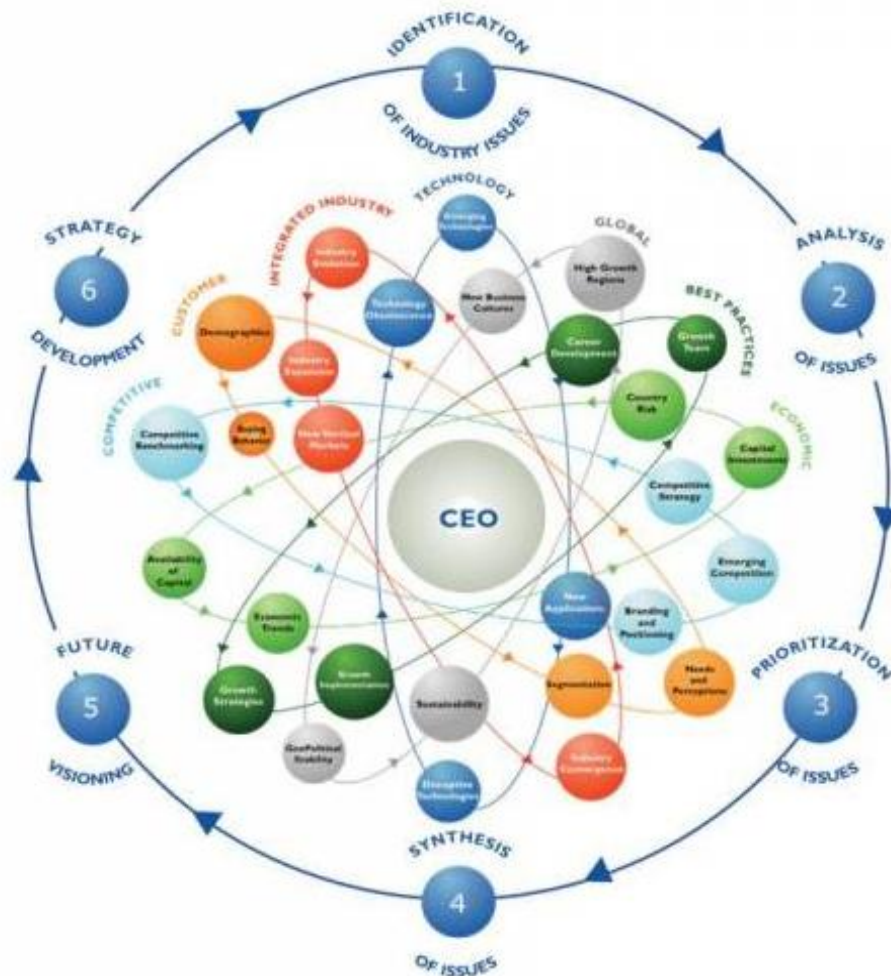 IDENTIFICATION
1
OF INDUSTRY ISSUES
ANALYSIS
2
OF ISSUES
PRIORITIZATION
3
OF ISSUES
SYNTHESIS
4
OF ISSUES
FUTURE
5
VISIONING
STRATEGY
6
DEVELOPMENT
TECHNOLOGY
Emerging
Technologies
Technology
Obsolescence
New
Applications
Disruptive
Technologies
INTEGRATED INDUSTRY
Industry
Evolution
Industry
Expansion
New Vertical
Markets
Industry
Convergence
GLOBAL
High Growth
Regions
New Business
Cultures
Sustainability
GeoPolitical
Stability
CUSTOMER
Demographics
Buying
Behavior
Segmentation
Needs
and
Perceptions
BEST PRACTICES
Career
Development
Growth
Team
Growth
Strategies
Growth
Implementation
COMPETITIVE
Competitive
Benchmarking
Competitive
Strategy
Emerging
Competition
Branding
and
Positioning
ECONOMIC
Country
Risk
Capital
Investments
Availability
of
Capital
Economic
Trends
CEO